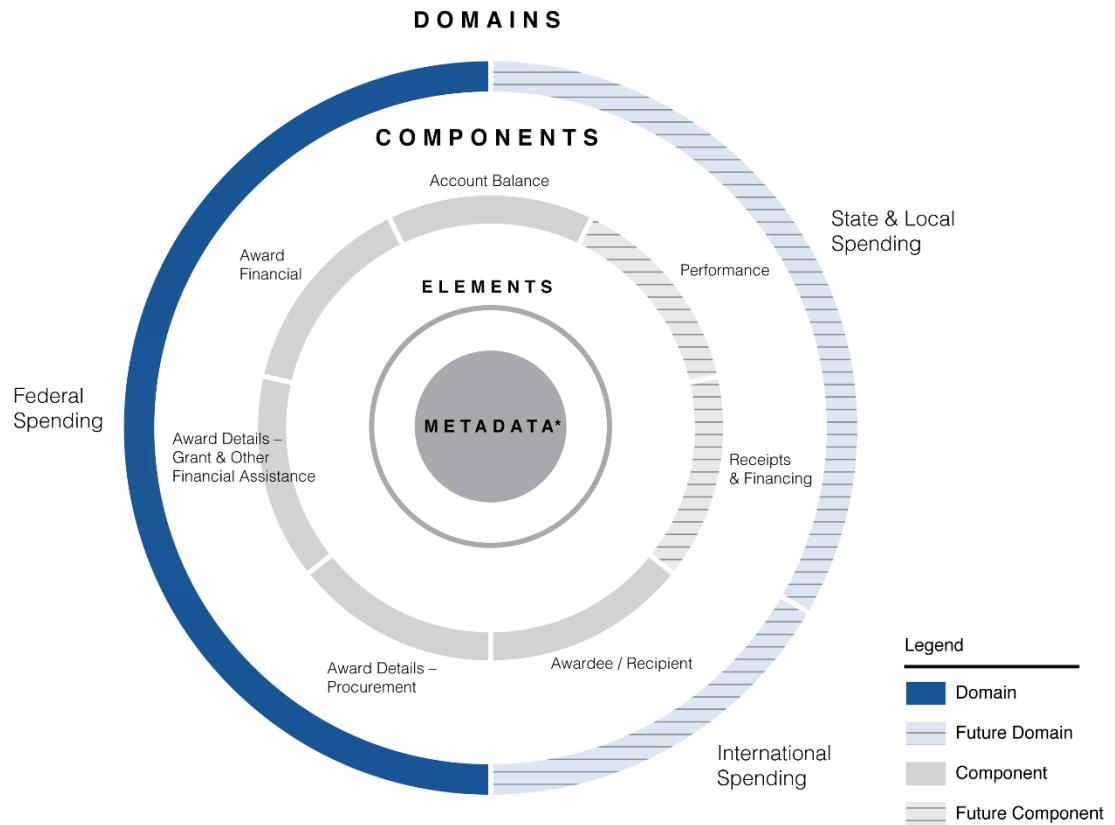 DOMAINS
COMPONENTS
Account Balance
Award
Financial
State & Local
Spending
Performance
ELEMENTS
Federal
Spending
METADATA*
Award Details –
Grant & Other
Financial Assistance
Receipts
& Financing
Award Details –
Procurement
Awardee / Recipient
International
Spending
Legend
Domain
Future Domain
Component
Future Component